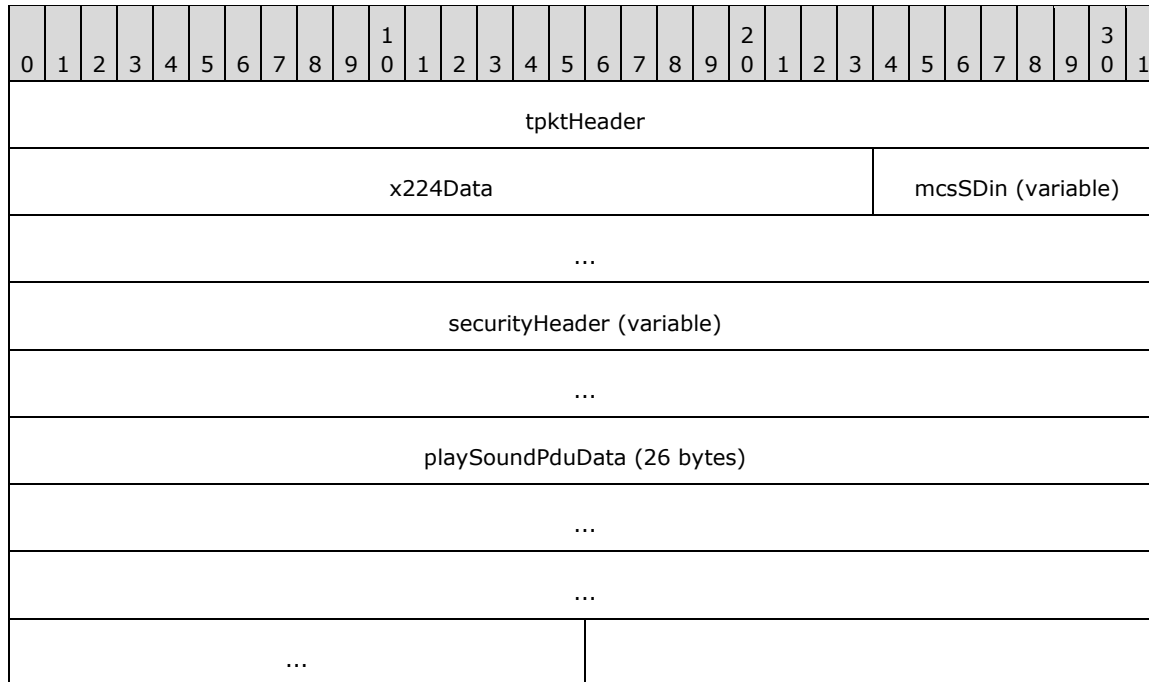 1 2 3
0 1 2 3 4 5 6 7 8 9 0 1 2 3 4 5 6 7 8 9 0 1 2 3 4 5 6 7 8 9 0 1
tpktHeader
x224Data mcsSDin (variable)
...
securityHeader (variable)
...
playSoundPduData (26 bytes)
...
...
...